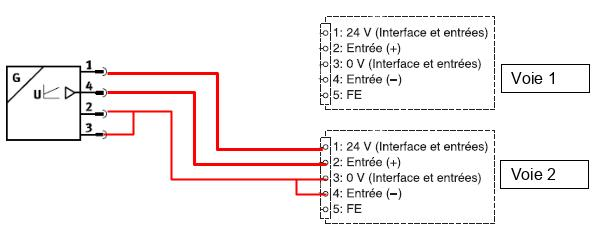 1: 24 V (Interface et entrées)
2: Entrée (+)
3: 0 V (Interface et entrées)
4: Entrée (−)
5: FE
Voie 1
G
U
1
4
2
3
1: 24 V (Interface et entrées)
2: Entrée (+)
3: 0 V (Interface et entrées)
4: Entrée (−)
5: FE
Voie 2